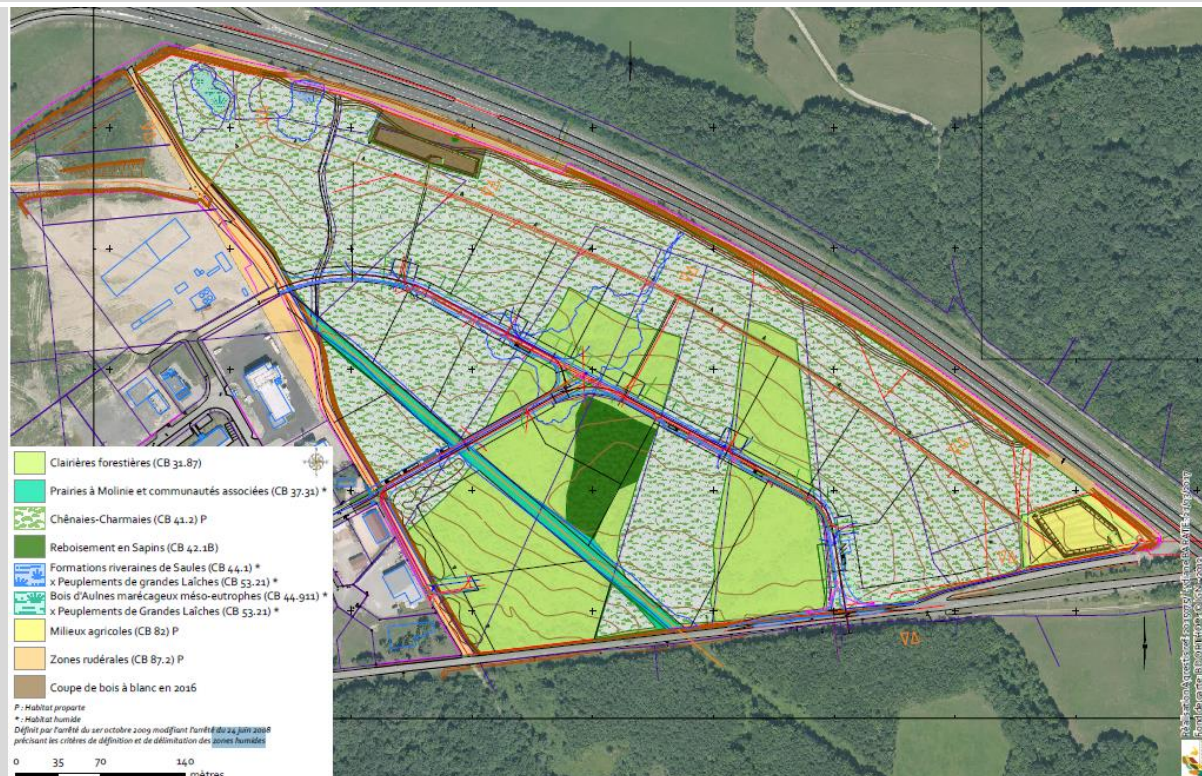 Clairières forestières (CB 31.87)
Prairies à Molinie et communautés associées (CB 37.31) *
Chênaies-Charmaies (CB 41.2) P
Reboisement en Sapins (CB 42.1B)
Formations riveraines de Saules (CB 44.1) *
x Peuplements de grandes Laîches (CB 53.21) *
Bois d'Aulnes marécageux méso-eutrophes (CB 44.911) *
x Peuplements de Grandes Laîches (CB 53.21) *
Milieux agricoles (CB 82) P
Zones rudérales (CB 87.2) P
Coupe de bois à blanc en 2016
P : Habitat proparte
* : Habitat humide
Définit par l'arrêté du 1er octobre 2009 modifiant l'arrêté du 24 juin 2008
précisant les critères de définition et de délimitation des zones humides
0 35 70 140
mètres